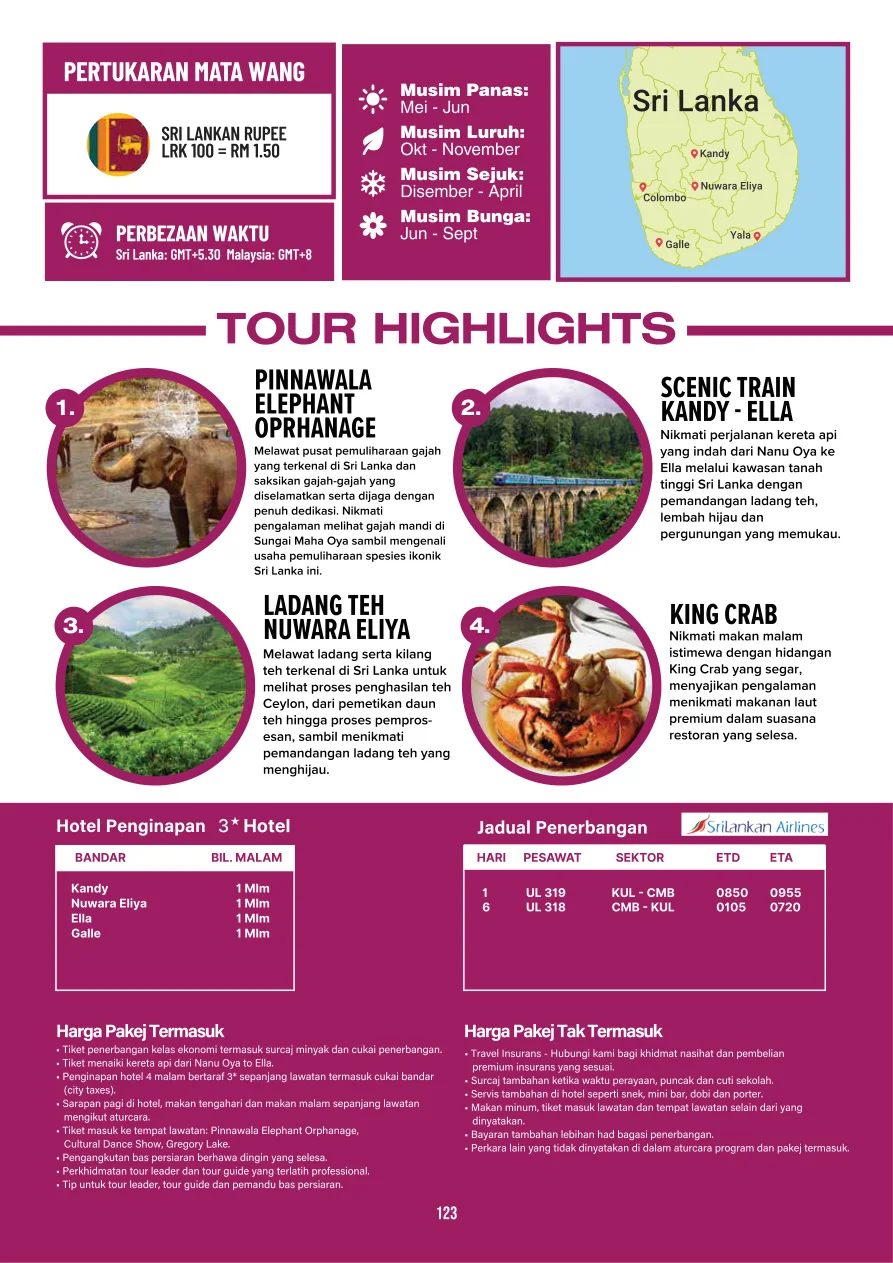 PERTUKARAN MATA WANG
SRI LANKAN RUPEE
LRK 100 = RM 1.50
PERBEZAAN WAKTU
Sri Lanka: GMT+5.30 Malaysia: GMT+8
Musim Panas:
Mei - Jun
Musim Luruh:
Okt - November
Musim Sejuk:
Disember - April
Musim Bunga:
Jun - Sept
Sri Lanka
Kandy
Nuwara Eliya
Colombo
Yala
Galle
TOUR HIGHLIGHTS
1.
PINNAWALA
ELEPHANT
OPRHANAGE
Melawat pusat pemuliharaan gajah
yang terkenal di Sri Lanka dan
saksikan gajah-gajah yang
diselamatkan serta dijaga dengan
penuh dedikasi. Nikmati
pengalaman melihat gajah mandi di
Sungai Maha Oya sambil mengenali
usaha pemuliharaan spesies ikonik
Sri Lanka ini.
2.
SCENIC TRAIN
KANDY - ELLA
Nikmati perjalanan kereta api
yang indah dari Nanu Oya ke
Ella melalui kawasan tanah
tinggi Sri Lanka dengan
pemandangan ladang teh,
lembah hijau dan
pergunungan yang memukau.
3.
LADANG TEH
NUWARA ELIYA
Melawat ladang serta kilang
teh terkenal di Sri Lanka untuk
melihat proses penghasilan teh
Ceylon, dari pemetikan daun
teh hingga proses pempros-
esan, sambil menikmati
pemandangan ladang teh yang
menghijau.
4.
KING CRAB
Nikmati makan malam
istimewa dengan hidangan
King Crab yang segar,
menyajikan pengalaman
menikmati makanan laut
premium dalam suasana
restoran yang selesa.
Hotel Penginapan 3★ Hotel
BANDAR BIL. MALAM
Kandy 1 Mlm
Nuwara Eliya 1 Mlm
Ella 1 Mlm
Galle 1 Mlm
Jadual Penerbangan
SriLankan Airlines
HARI PESAWAT SEKTOR ETD ETA
1 UL 319 KUL - CMB 0850 0955
6 UL 318 CMB - KUL 0105 0720
Harga Pakej Termasuk
• Tiket penerbangan kelas ekonomi termasuk surcaj minyak dan cukai penerbangan.
• Tiket menaiki kereta api dari Nanu Oya to Ella.
• Penginapan hotel 4 malam bertaraf 3* sepanjang lawatan termasuk cukai bandar
(city taxes).
• Sarapan pagi di hotel, makan tengahari dan makan malam sepanjang lawatan
mengikut aturcara.
• Tiket masuk ke tempat lawatan: Pinnawala Elephant Orphanage,
Cultural Dance Show, Gregory Lake.
• Pengangkutan bas persiaran berhawa dingin yang selesa.
• Perkhidmatan tour leader dan tour guide yang terlatih professional.
• Tip untuk tour leader, tour guide dan pemandu bas persiaran.
Harga Pakej Tak Termasuk
• Travel Insurans - Hubungi kami bagi khidmat nasihat dan pembelian
premium insurans yang sesuai.
• Surcaj tambahan ketika waktu perayaan, puncak dan cuti sekolah.
• Servis tambahan di hotel seperti snek, mini bar, dobi dan porter.
• Makan minum, tiket masuk lawatan dan tempat lawatan selain dari yang
dinyatakan.
• Bayaran tambahan lebihan had bagasi penerbangan.
• Perkara lain yang tidak dinyatakan di dalam aturcara program dan pakej termasuk.
123